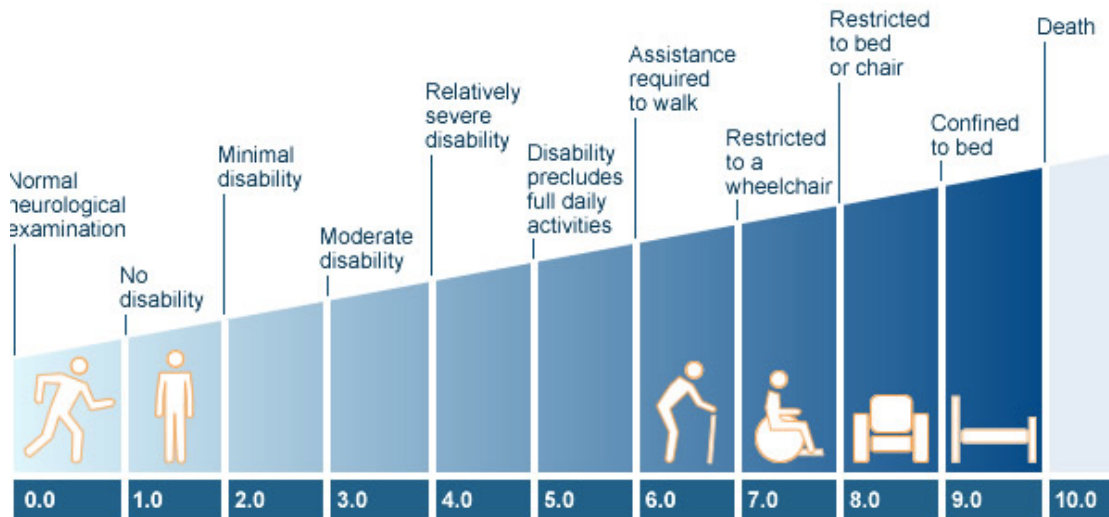 Normal
neurological
examination
No
disability
Minimal
disability
Moderate
disability
Relatively
severe
disability
Disability
precludes
full daily
activities
Assistance
required
to walk
Restricted
to a
wheelchair
Restricted
to bed
or chair
Confined
to bed
Death
0.0
1.0
2.0
3.0
4.0
5.0
6.0
7.0
8.0
9.0
10.0